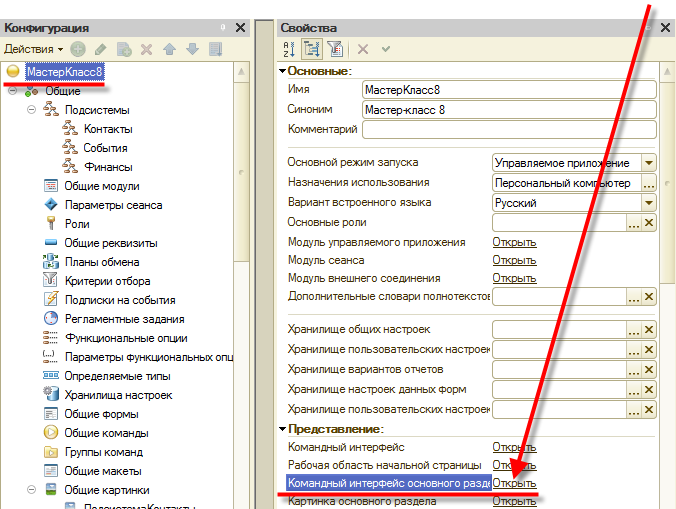 Конфигурация
Действия
МастерКласс8
Общие
Подсистемы
Контакты
События
Финансы
Общие модули
Параметры сеанса
Роли
Общие реквизиты
Планы обмена
Критерии отбора
Подписки на события
Регламентные задания
Функциональные опции
Параметры функциональных опц
Определяемые типы
Хранилища настроек
Общие формы
Общие команды
Группы команд
Общие макеты
Общие картинки
ПодсистемаКонтакты
Свойства
Основные:
Имя МастерКласс8
Синоним Мастер-класс 8
Комментарий
Основной режим запуска Управляемое приложение
Назначения использования Персональный компьютер ...
Вариант встроенного языка Русский
Основные роли ...
Модуль управляемого приложения Открыть
Модуль сеанса Открыть
Модуль внешнего соединения Открыть
Дополнительные словари полнотекстов ...
Хранилище общих настроек ...
Хранилище пользовательских настроек ...
Хранилище вариантов отчетов ...
Хранилище настроек данных форм ...
Хранилище пользовательских настроек ...
Представление:
Командный интерфейс Открыть
Рабочая область начальной страницы Открыть
Командный интерфейс основного разде Открыть
Картинка основного раздела Открыть